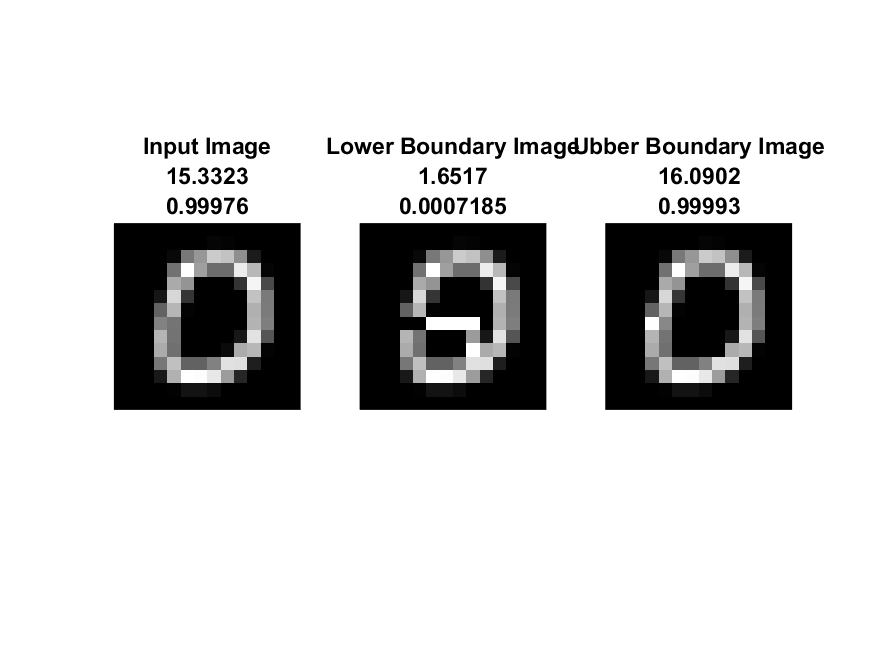 Input Image
15.3323
0.99976
Lower Boundary Image
1.6517
0.0007185
Ubber Boundary Image
16.0902
0.99993